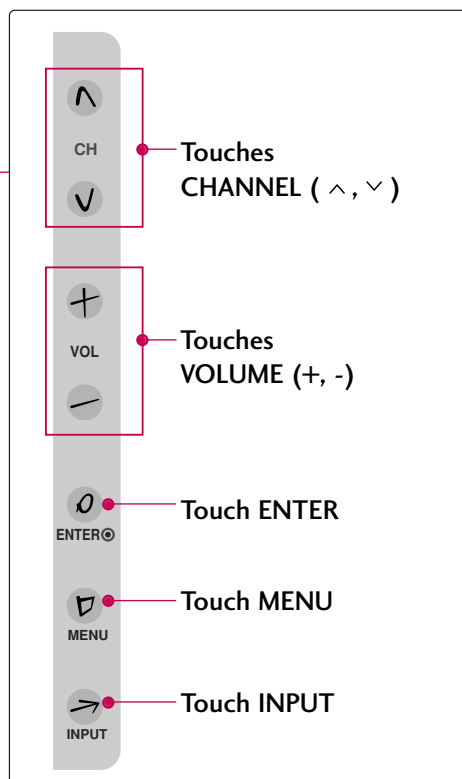 CH
Touches
CHANNEL ( ^ , ˅ )
VOL
Touches
VOLUME (+, -)
Touch ENTER
ENTER◉
Touch MENU
MENU
Touch INPUT
INPUT